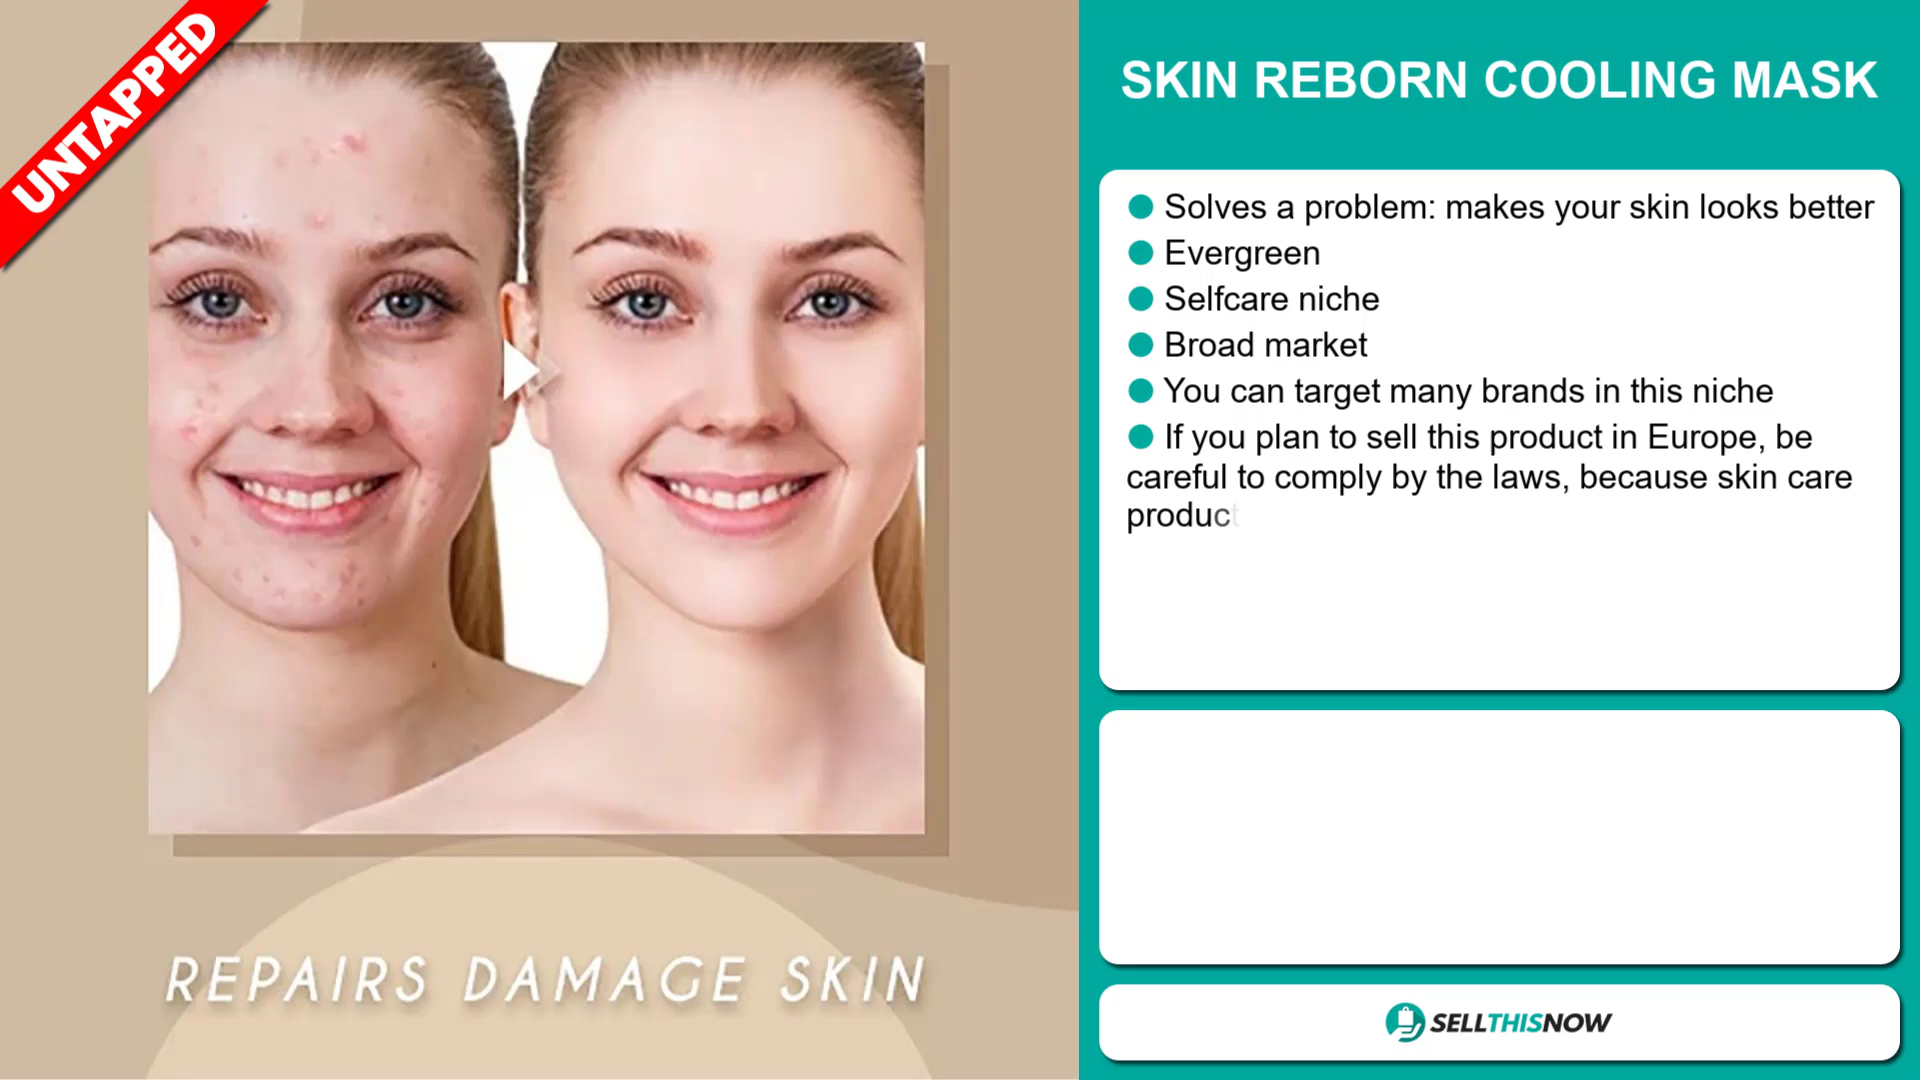 UNTAPPED
REPAIRS DAMAGE SKIN
SKIN REBORN COOLING MASK
Solves a problem: makes your skin looks better
Evergreen
Selfcare niche
Broad market
You can target many brands in this niche
If you plan to sell this product in Europe, be
careful to comply by the laws, because skin care
product
SELLTHISNOW